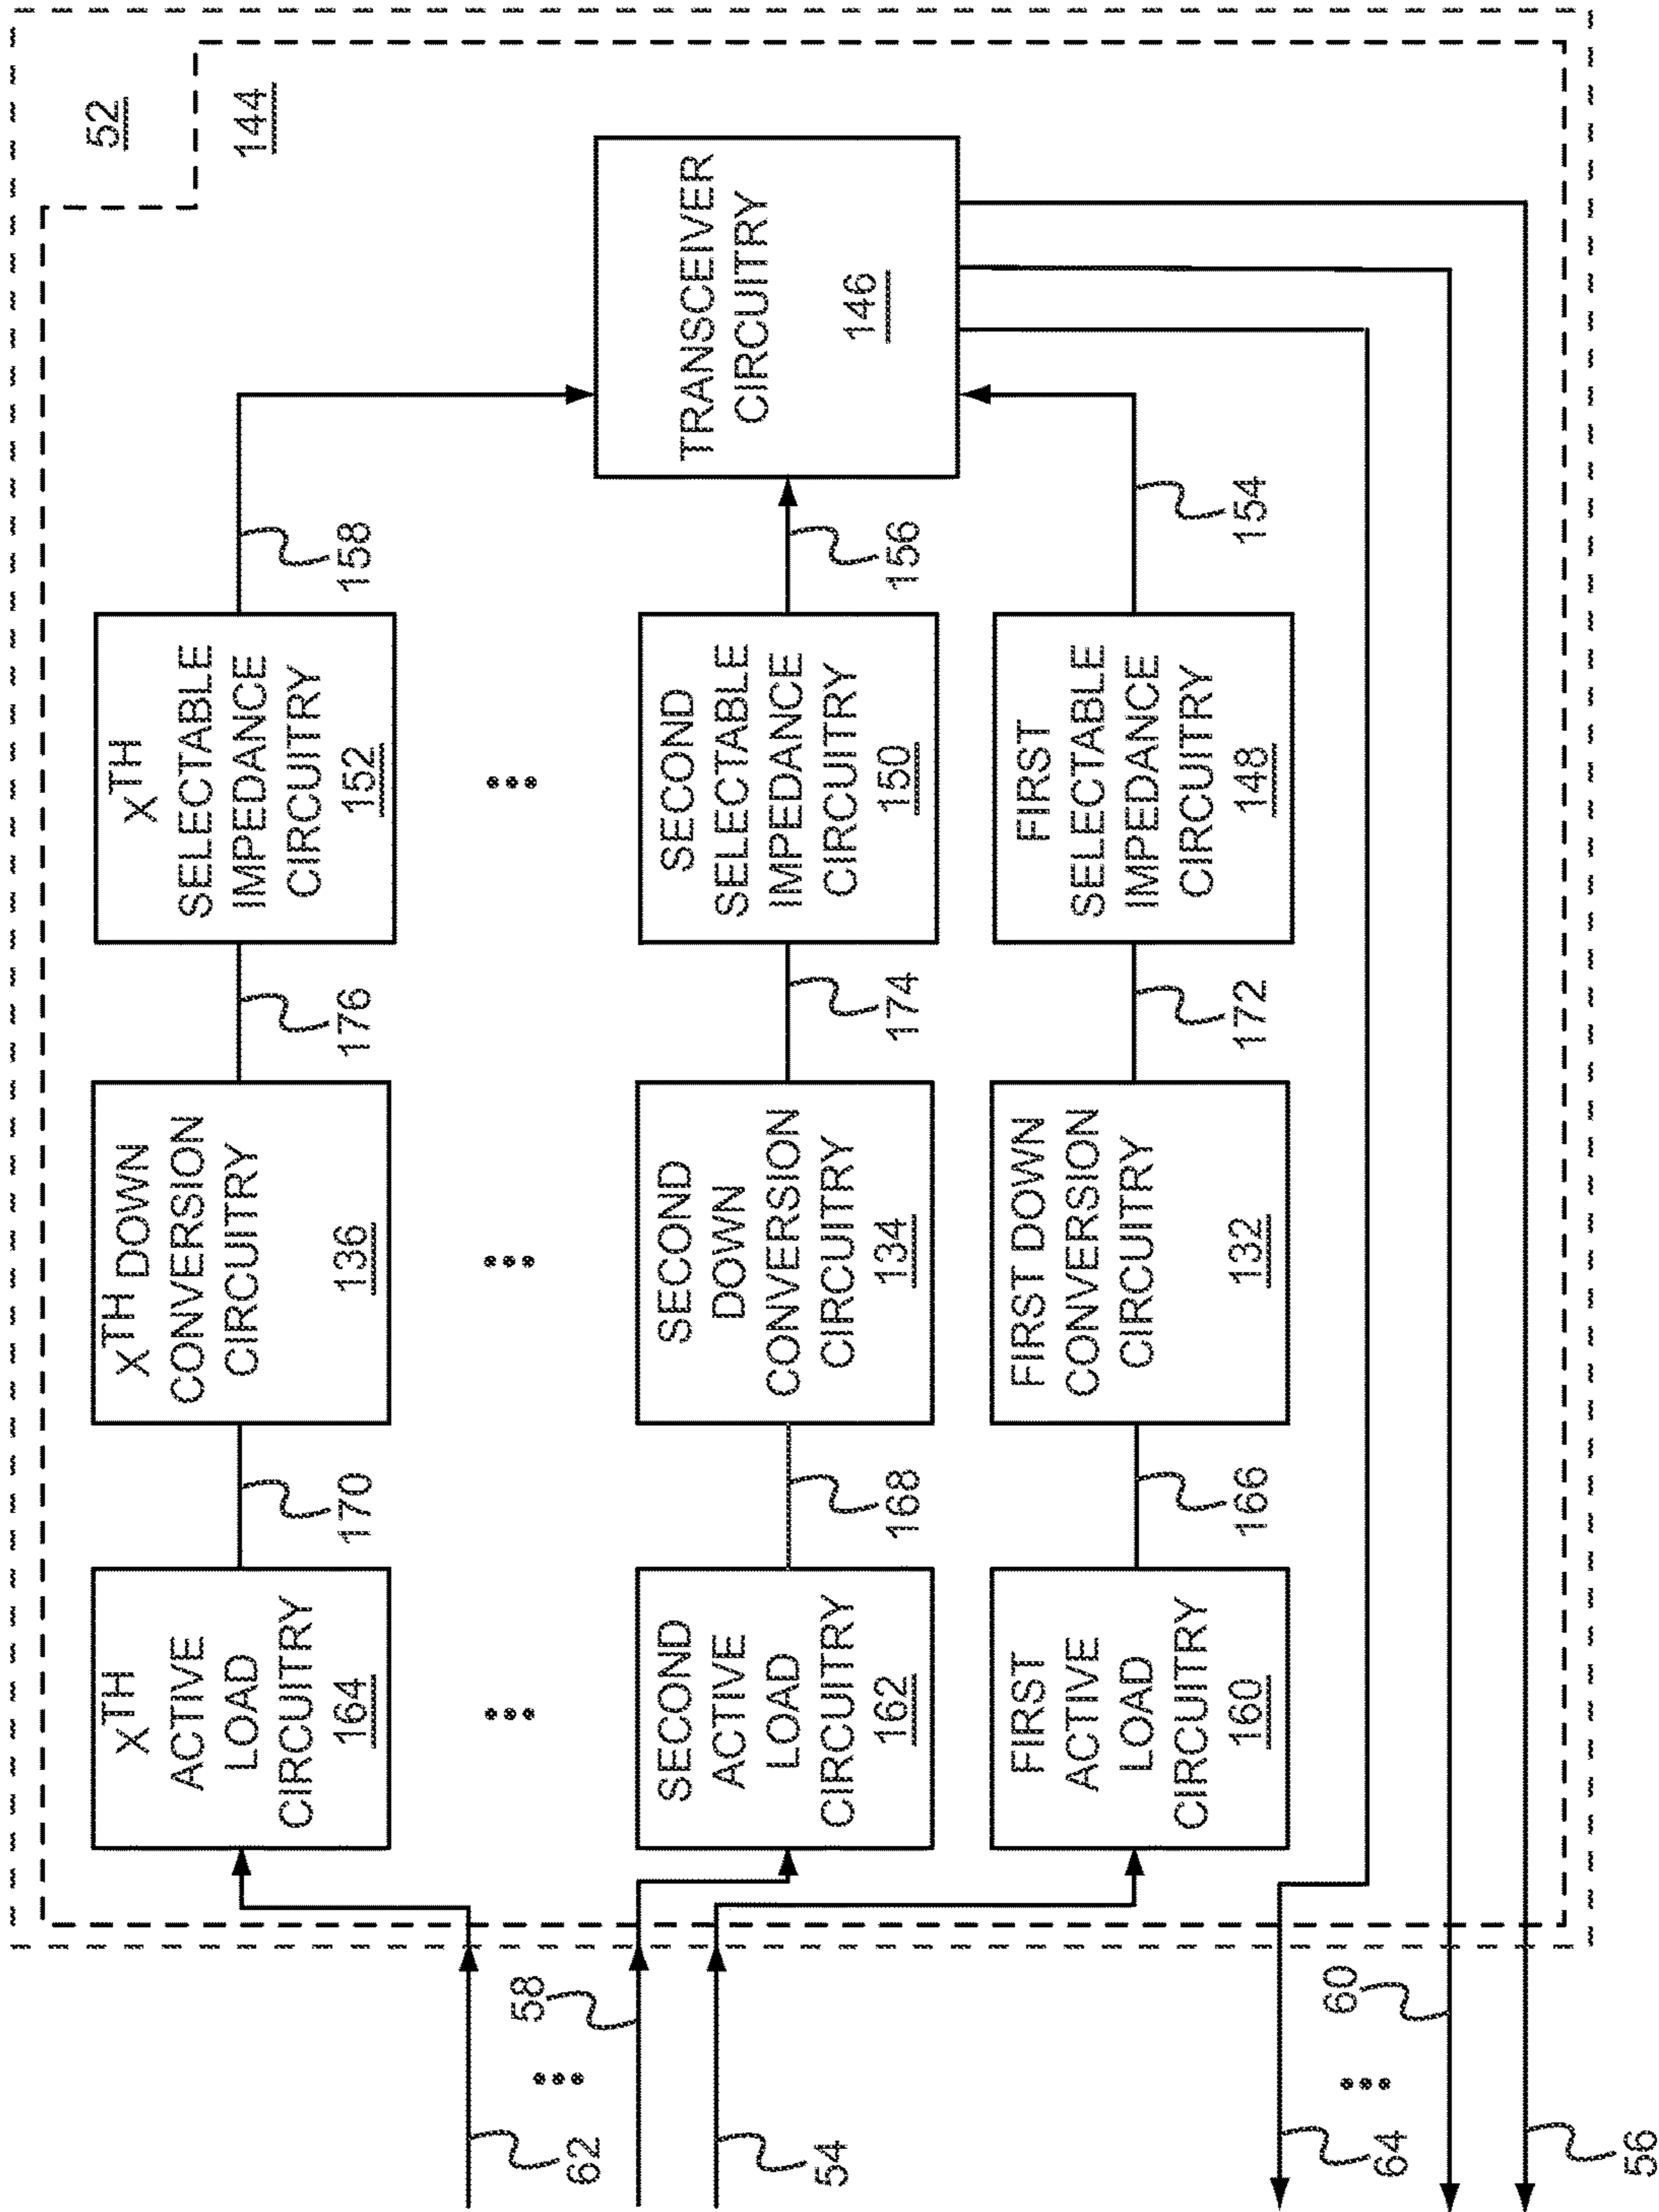 52
144
62
X^TH
ACTIVE
LOAD
CIRCUITRY
164
170
X^TH DOWN
CONVERSION
CIRCUITRY
136
176
X^TH
SELECTABLE
IMPEDANCE
CIRCUITRY
152
158
...
...
...
...
58
SECOND
ACTIVE
LOAD
CIRCUITRY
162
168
SECOND
DOWN
CONVERSION
CIRCUITRY
134
174
SECOND
SELECTABLE
IMPEDANCE
CIRCUITRY
150
156
TRANSCEIVER
CIRCUITRY
146
54
FIRST
ACTIVE
LOAD
CIRCUITRY
160
166
FIRST DOWN
CONVERSION
CIRCUITRY
132
172
FIRST
SELECTABLE
IMPEDANCE
CIRCUITRY
148
154
64
...
60
56